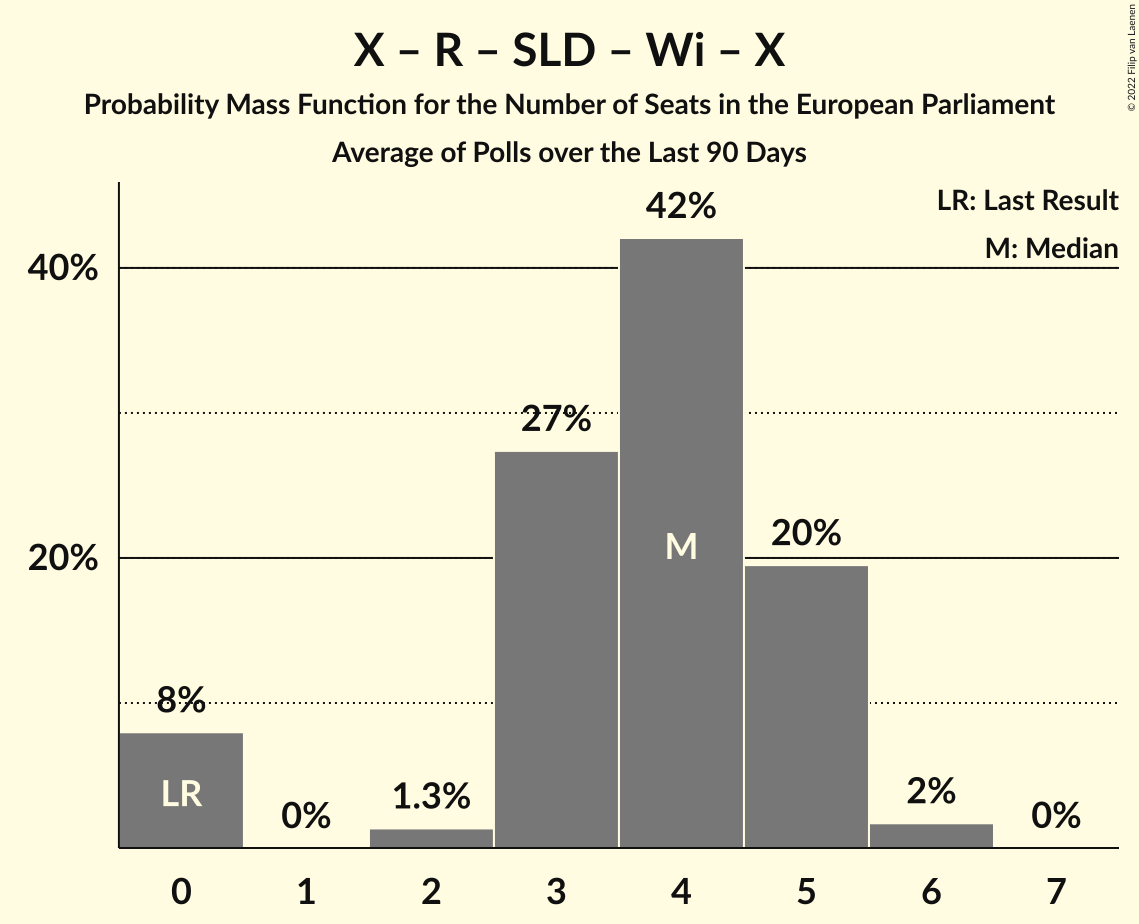 X – R – SLD – Wi – X
Probability Mass Function for the Number of Seats in the European Parliament
Average of Polls over the Last 90 Days
© 2022 Filip van Laenen
LR: Last Result
M: Median
40%
20%
8%
0%
1.3%
27%
42%
20%
2%
0%
LR
M
0 1 2 3 4 5 6 7